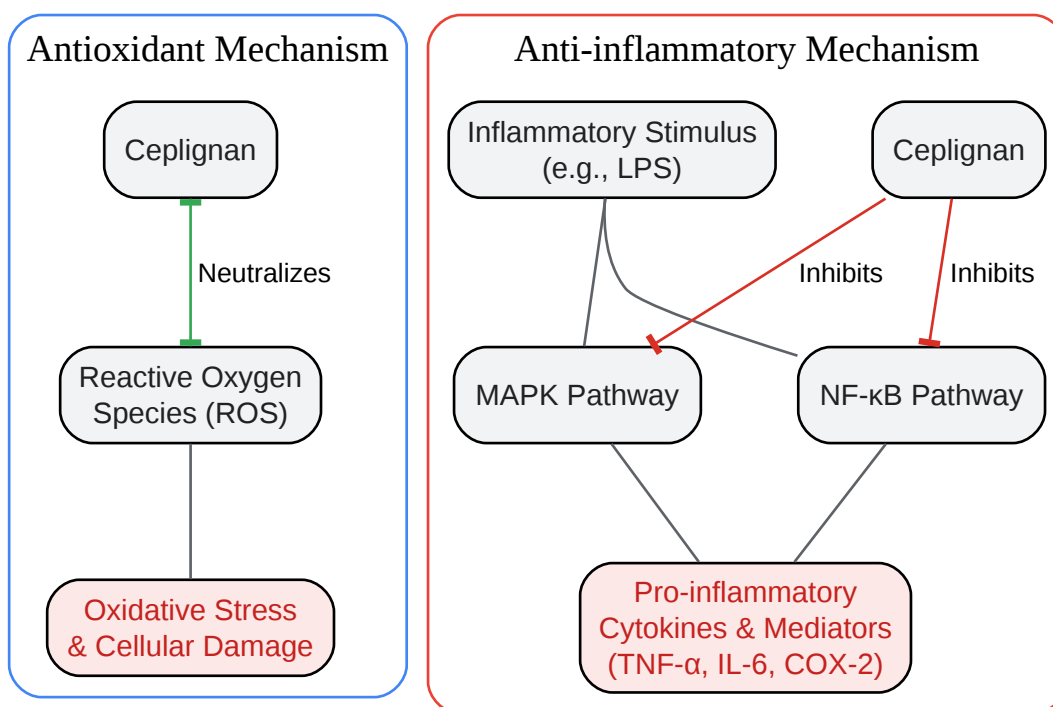 Antioxidant Mechanism
Ceplignan
Neutralizes
Reactive Oxygen
Species (ROS)
Oxidative Stress
& Cellular Damage
Anti-inflammatory Mechanism
Inflammatory Stimulus
(e.g., LPS)
Ceplignan
Inhibits
Inhibits
MAPK Pathway
NF-κB Pathway
Pro-inflammatory
Cytokines & Mediators
(TNF-α, IL-6, COX-2)